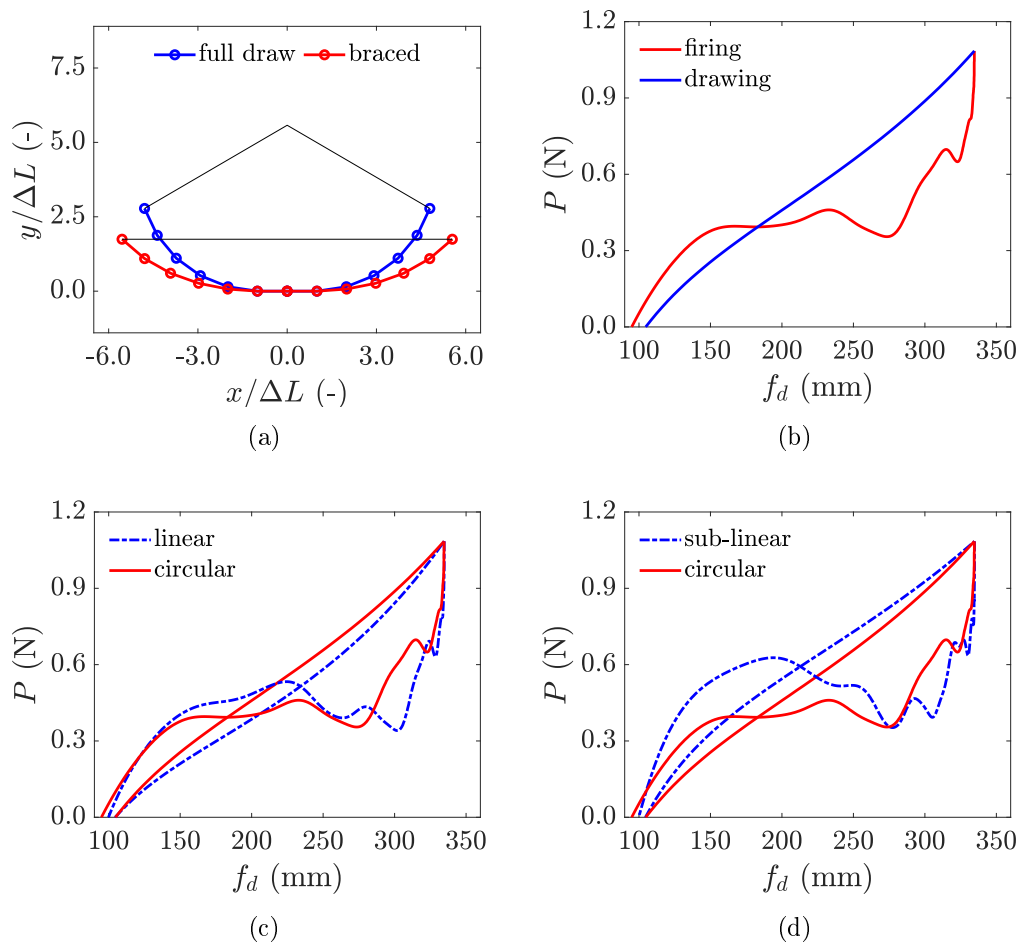 full draw braced
7.5
5.0
2.5
0.0
y/ΔL (-)
-6.0 -3.0 0.0 3.0 6.0
x/ΔL (-)
(a)
1.2
0.9
0.6
0.3
0.0
P (N)
firing
drawing
100 150 200 250 300 350
f_d (mm)
(b)
1.2
0.9
0.6
0.3
0.0
P (N)
linear
circular
100 150 200 250 300 350
f_d (mm)
(c)
1.2
0.9
0.6
0.3
0.0
P (N)
sub-linear
circular
100 150 200 250 300 350
f_d (mm)
(d)